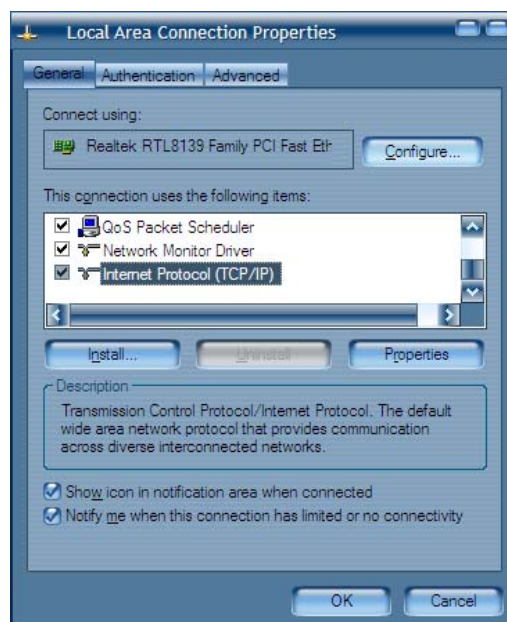 Local Area Connection Properties
General Authentication Advanced
Connect using:
Realtek RTL8139 Family PCI Fast Eth
Configure...
This connection uses the following items:
QoS Packet Scheduler
Network Monitor Driver
Internet Protocol (TCP/IP)
Install... Uninstall Properties
Description
Transmission Control Protocol/Internet Protocol. The default
wide area network protocol that provides communication
across diverse interconnected networks.
Show icon in notification area when connected
Notify me when this connection has limited or no connectivity
OK Cancel